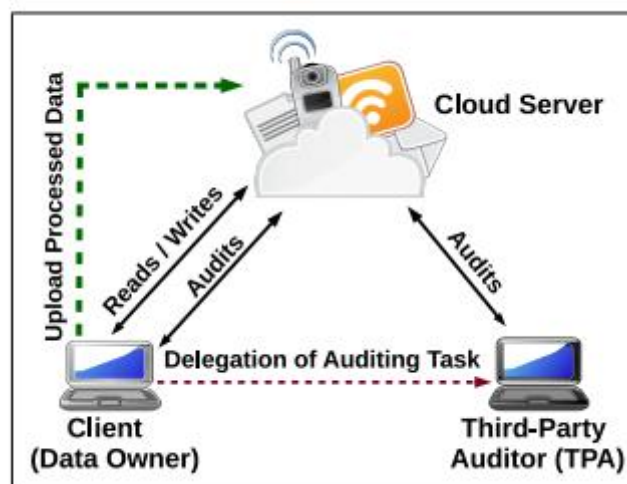 Cloud Server
Upload Processed Data
Reads / Writes
Audits
Audits
Delegation of Auditing Task
Client
(Data Owner)
Third-Party
Auditor (TPA)